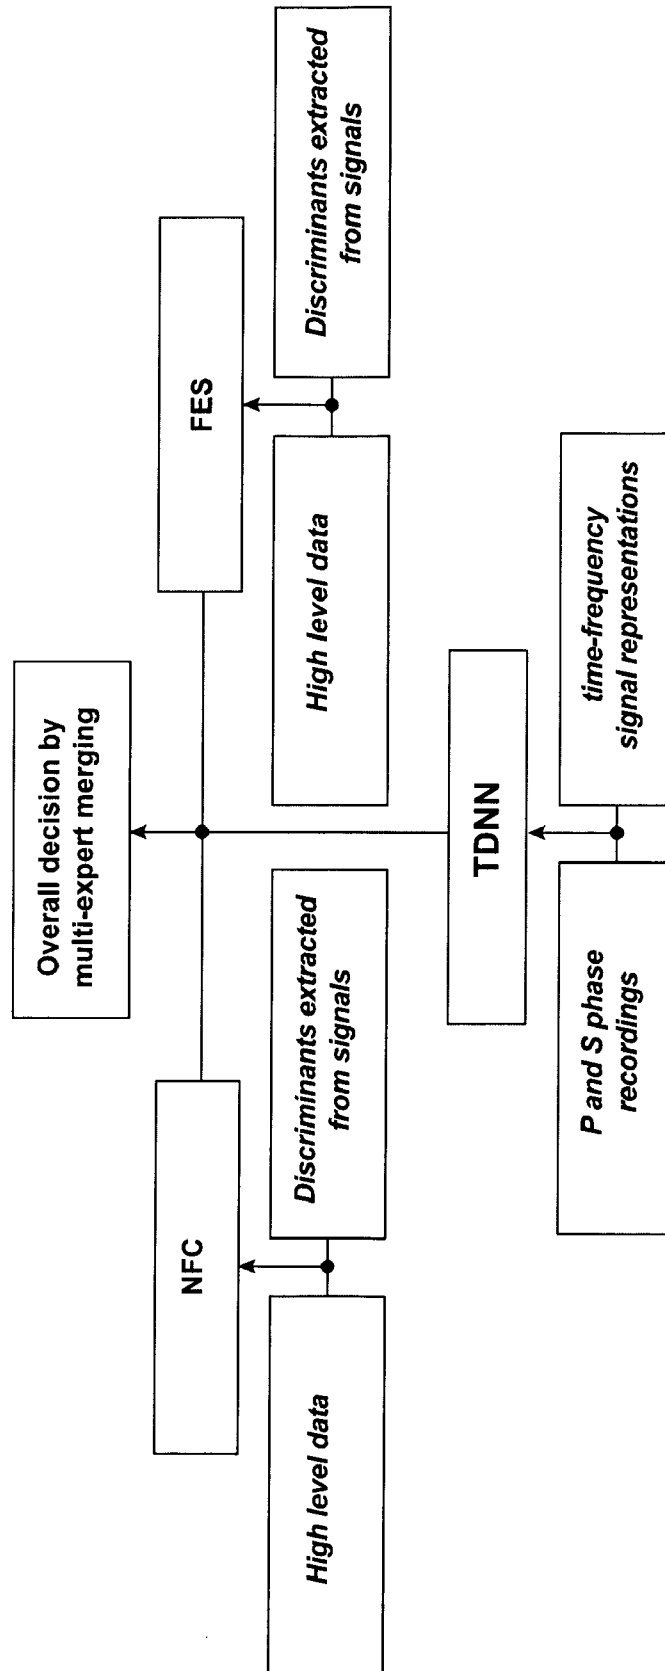 Overall decision by
multi-expert merging
NFC
FES
High level data
Discriminants extracted
from signals
High level data
Discriminants extracted
from signals
TDNN
P and S phase
recordings
time-frequency
signal representations